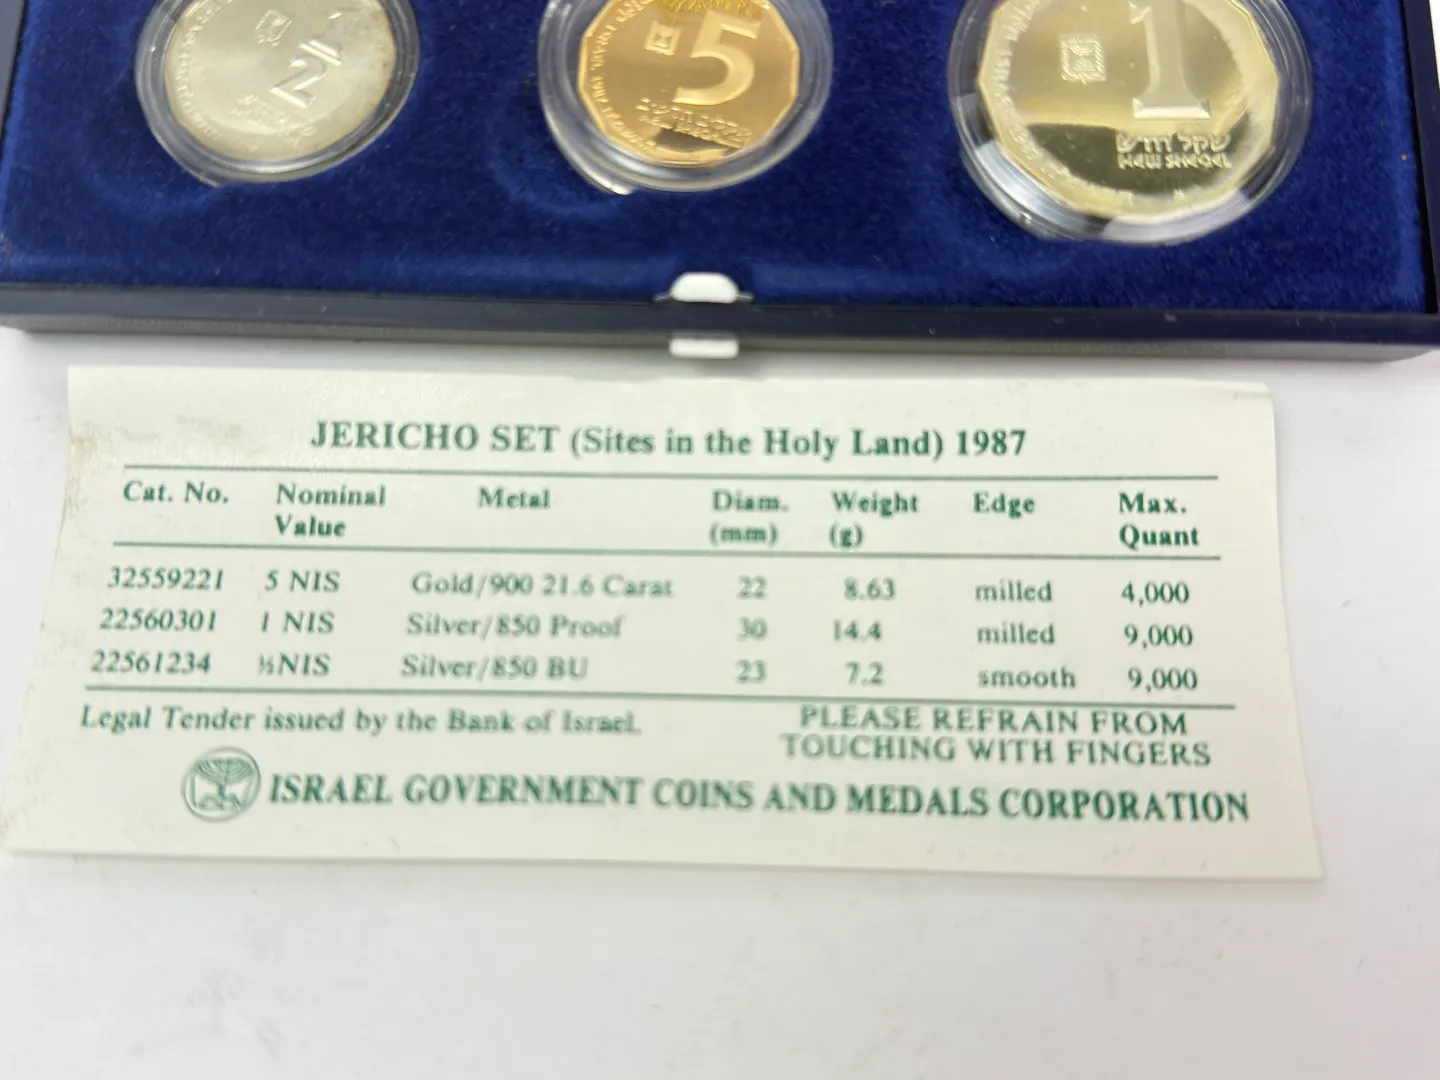 1/2
5
1
שקל חדש
NEW SHEQEL
JERICHO SET (Sites in the Holy Land) 1987
Cat. No. Nominal Value Metal Diam. (mm) Weight (g) Edge Max. Quant
32559221 5 NIS Gold/900 21.6 Carat 22 8.63 milled 4,000
22560301 1 NIS Silver/850 Proof 30 14.4 milled 9,000
22561234 ½NIS Silver/850 BU 23 7.2 smooth 9,000
Legal Tender issued by the Bank of Israel.
PLEASE REFRAIN FROM
TOUCHING WITH FINGERS
ISRAEL GOVERNMENT COINS AND MEDALS CORPORATION